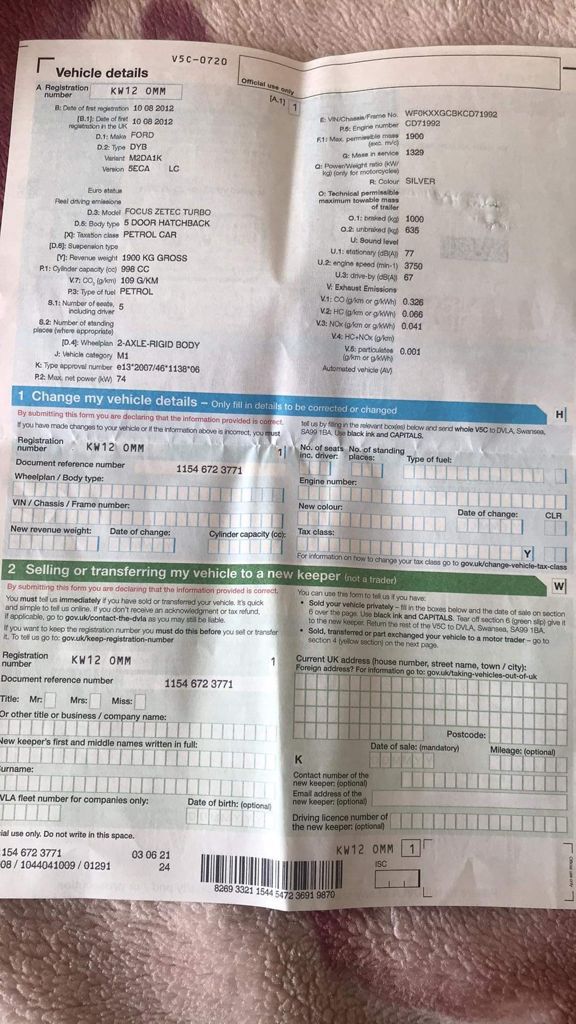 V5C-0720
Vehicle details
Official use only
A Registration number KW12 OMM
[A.1] 1
B: Date of first registration 10 08 2012
[B.1]: Date of first registration in the UK 10 08 2012
D.1: Make FORD
D.2: Type DYB
Variant M2DA1K
Version 5ECA LC
Euro status
Real driving emissions
D.3: Model FOCUS ZETEC TURBO
D.5: Body type 5 DOOR HATCHBACK
[X]: Taxation class PETROL CAR
[D.6]: Suspension type
[Y]: Revenue weight 1900 KG GROSS
P.1: Cylinder capacity (cc) 998 CC
V.7: CO₂ (g/km) 109 G/KM
P.3: Type of fuel PETROL
S.1: Number of seats, including driver 5
S.2: Number of standing places (where appropriate)
[D.4]: Wheelplan 2-AXLE-RIGID BODY
J: Vehicle category M1
K: Type approval number e13*2007/46*1138*06
P.2: Max. net power (kW) 74
E: VIN/Chassis/Frame No. WF0KXXGCBKCD71992
P.5: Engine number CD71992
F.1: Max. permissible mass (exc. m/c) 1900
G: Mass in service 1329
Q: Power/Weight ratio (kW/kg) (only for motorcycles)
R: Colour SILVER
O: Technical permissible maximum towable mass of trailer
O.1: braked (kg) 1000
O.2: unbraked (kg) 635
U: Sound level
U.1: stationary (dB(A)) 77
U.2: engine speed (min-1) 3750
U.3: drive-by (dB(A)) 67
V: Exhaust Emissions
V.1: CO (g/km or g/kWh) 0.326
V.2: HC (g/km or g/kWh) 0.066
V.3: NOx (g/km or g/kWh) 0.041
V.4: HC+NOx (g/km)
V.5: particulates (g/km or g/kWh) 0.001
Automated vehicle (AV)
1 Change my vehicle details – Only fill in details to be corrected or changed
H
By submitting this form you are declaring that the information provided is correct.
If you have made changes to your vehicle or if the information above is incorrect, you must
tell us by filling in the relevant box(es) below and send whole V5C to DVLA, Swansea,
SA99 1BA. Use black ink and CAPITALS.
Registration number KW12 OMM 1
Document reference number 1154 672 3771
Wheelplan / Body type:
VIN / Chassis / Frame number:
New revenue weight: Date of change: Cylinder capacity (cc):
No. of seats inc. driver: No. of standing places: Type of fuel:
Engine number:
New colour: Date of change: CLR
Tax class:
Y
For information on how to change your tax class go to gov.uk/change-vehicle-tax-class
2 Selling or transferring my vehicle to a new keeper (not a trader)
W
By submitting this form you are declaring that the information provided is correct.
You must tell us immediately if you have sold or transferred your vehicle. It's quick
and simple to tell us online. If you don't receive an acknowledgment or tax refund,
if applicable, go to gov.uk/contact-the-dvla as you may still be liable.
If you want to keep the registration number you must do this before you sell or transfer
it. To tell us go to: gov.uk/keep-registration-number
You can use this form to tell us if you have:
• Sold your vehicle privately – fill in the boxes below and the date of sale on section
6 over the page. Use black ink and CAPITALS. Tear off section 6 (green slip) give it
to the new keeper. Return the rest of the V5C to DVLA, Swansea, SA99 1BA.
• Sold, transferred or part exchanged your vehicle to a motor trader – go to
section 4 (yellow section) on the next page.
Registration number KW12 OMM 1
Document reference number 1154 672 3771
Title: Mr: Mrs: Miss:
Or other title or business / company name:
New keeper's first and middle names written in full:
urname:
VLA fleet number for companies only: Date of birth: (optional)
Current UK address (house number, street name, town / city):
Foreign address? For information go to: gov.uk/taking-vehicles-out-of-uk
Postcode:
Date of sale: (mandatory) Mileage: (optional)
K
Contact number of the new keeper: (optional)
Email address of the new keeper: (optional)
Driving licence number of the new keeper: (optional)
ial use only. Do not write in this space.
154 672 3771 03 06 21
08 / 1044041009 / 01291 24
8269 3321 1544 5472 3691 9870
KW12 OMM 1
ISC
Official use only